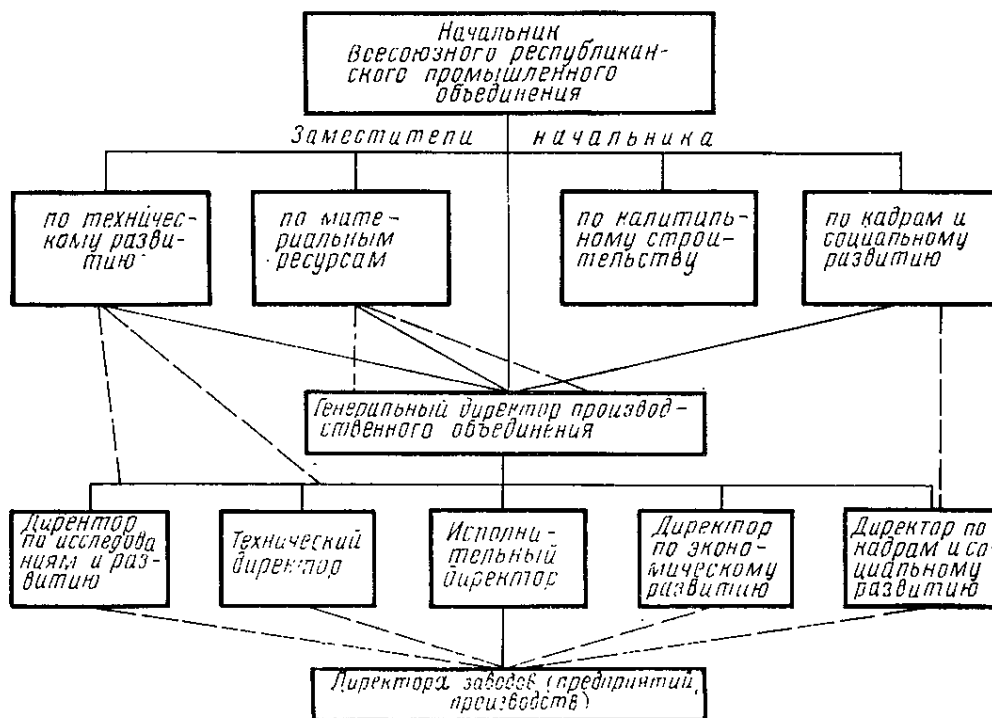 Начальник
Всесоюзного республикан-
ского промышленного
объединения
Заместители начальника
по техничес-
кому разви-
тию
по мате-
риальным
ресурсам
по капиталь-
ному строи-
тельству
по кадрам и
социальному
развитию
Генеральный директор производ-
ственного объединения
Директор
по исследова
ниям и раз-
витию
Технический
директор
Исполни-
тельный
директор
Директор
по эконо-
мическому
развитию
Директор по
кадрам и со-
циальному
развитию
Директора заводов (предприятий,
производств)